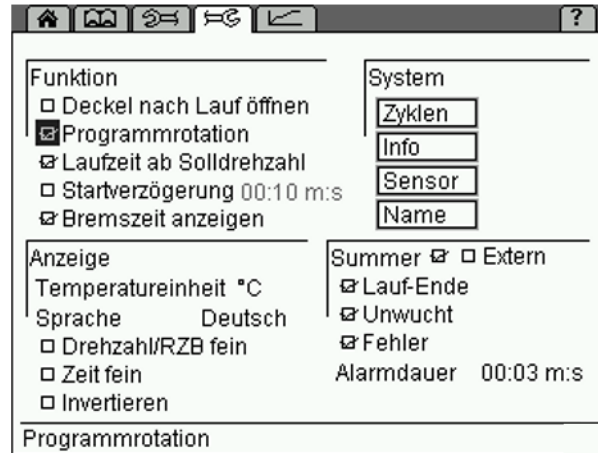 ?
Funktion
Deckel nach Lauf öffnen
Programmrotation
Laufzeit ab Solldrehzahl
Startverzögerung 00:10 m:s
Bremszeit anzeigen
System
Zyklen
Info
Sensor
Name
Anzeige
Temperatureinheit °C
Sprache Deutsch
Drehzahl/RZB fein
Zeit fein
Invertieren
Summer Extern
Lauf-Ende
Unwucht
Fehler
Alarmdauer 00:03 m:s
Programmrotation